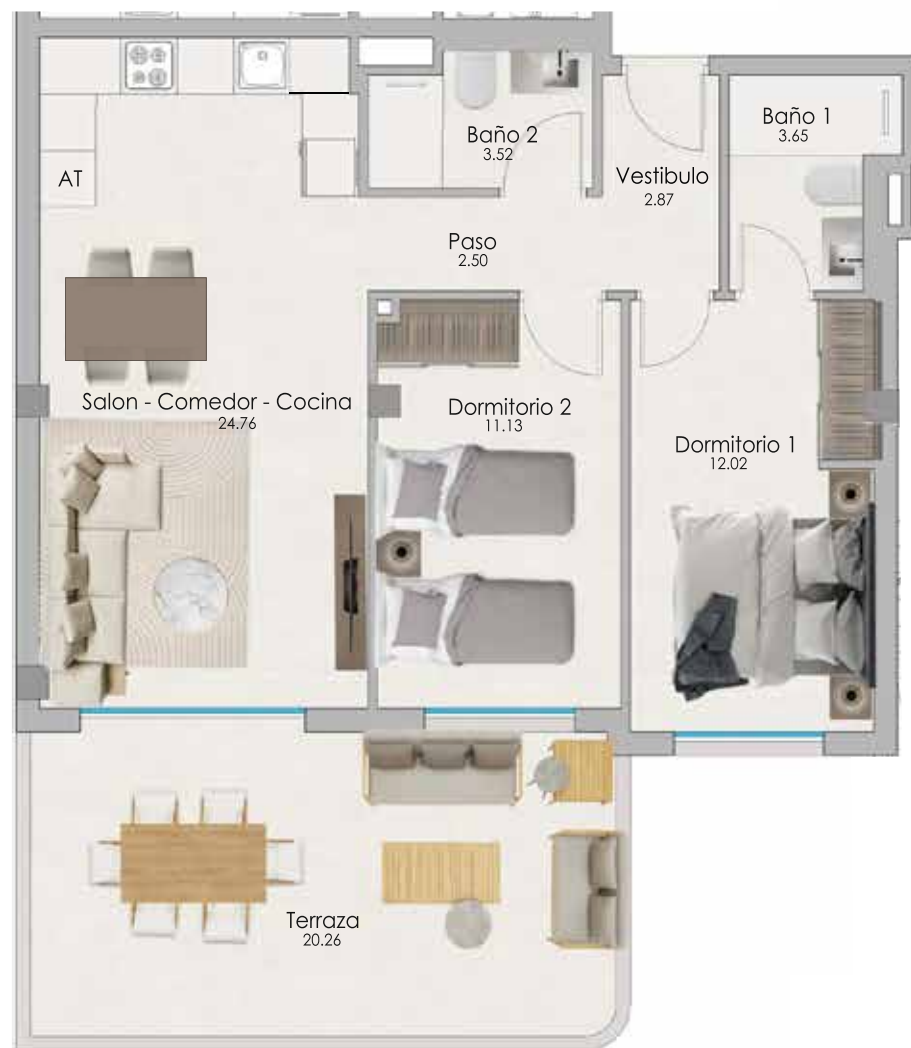 Baño 1
3.65
Baño 2
3.52
Vestibulo
2.87
AT
Paso
2.50
Salon - Comedor - Cocina
24.76
Dormitorio 2
11.13
Dormitorio 1
12.02
Terraza
20.26